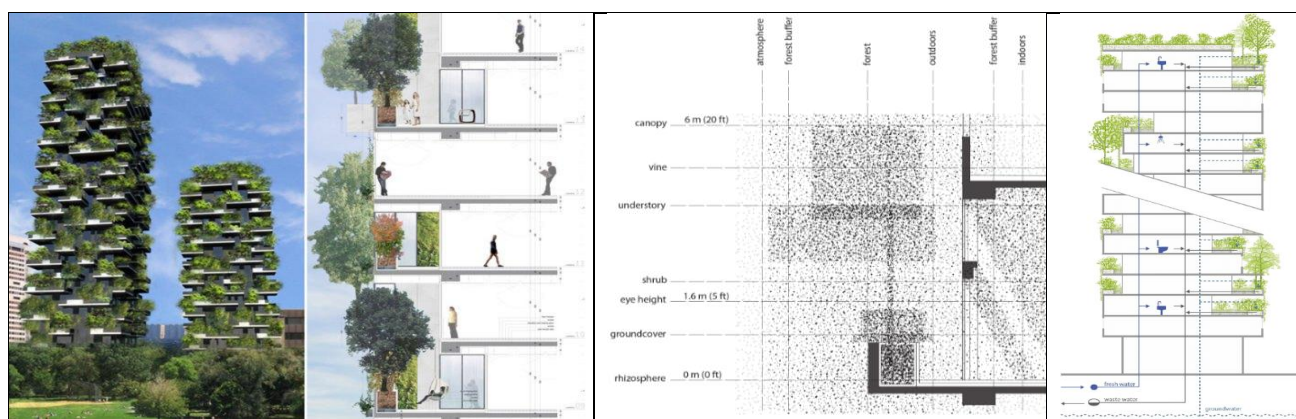 atmosphere
forest buffer
forest
outdoors
forest buffer
indoors
canopy 6 m (20 ft)
vine
understory
shrub
eye height 1.6 m (5 ft)
groundcover
rhizosphere 0 m (0 ft)
fresh water
waste water
groundwater